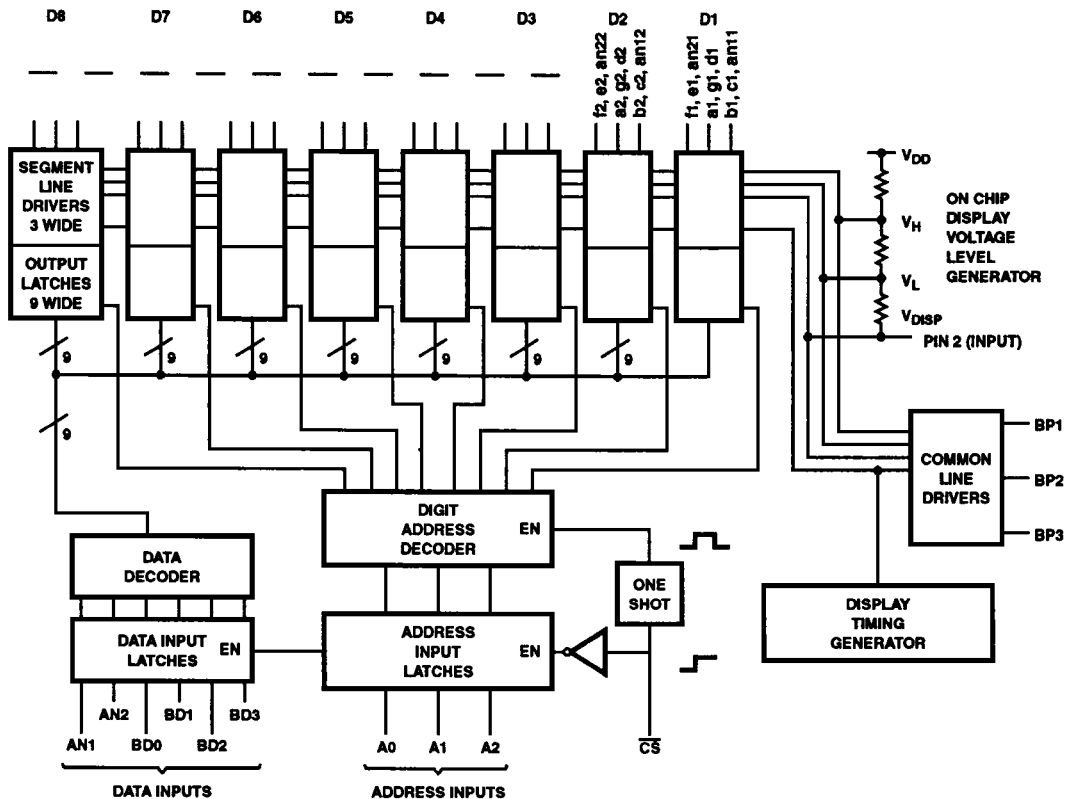 D8 D7 D6 D5 D4 D3 D2 D1
f2, e2, an22
a2, g2, d2
b2, c2, an12
f1, e1, an21
a1, g1, d1
b1, c1, an11
SEGMENT
LINE
DRIVERS
3 WIDE
OUTPUT
LATCHES
9 WIDE
VDD
VH
VL
VDISP
PIN 2 (INPUT)
ON CHIP
DISPLAY
VOLTAGE
LEVEL
GENERATOR
9 9 9 9 9 9 9
9
COMMON
LINE
DRIVERS
BP1
BP2
BP3
DIGIT
ADDRESS
DECODER
EN
DATA
DECODER
ONE
SHOT
DISPLAY
TIMING
GENERATOR
DATA INPUT
LATCHES
EN
ADDRESS
INPUT
LATCHES
EN
AN1 AN2 BD0 BD1 BD2 BD3
A0 A1 A2
C̅S̅
DATA INPUTS
ADDRESS INPUTS